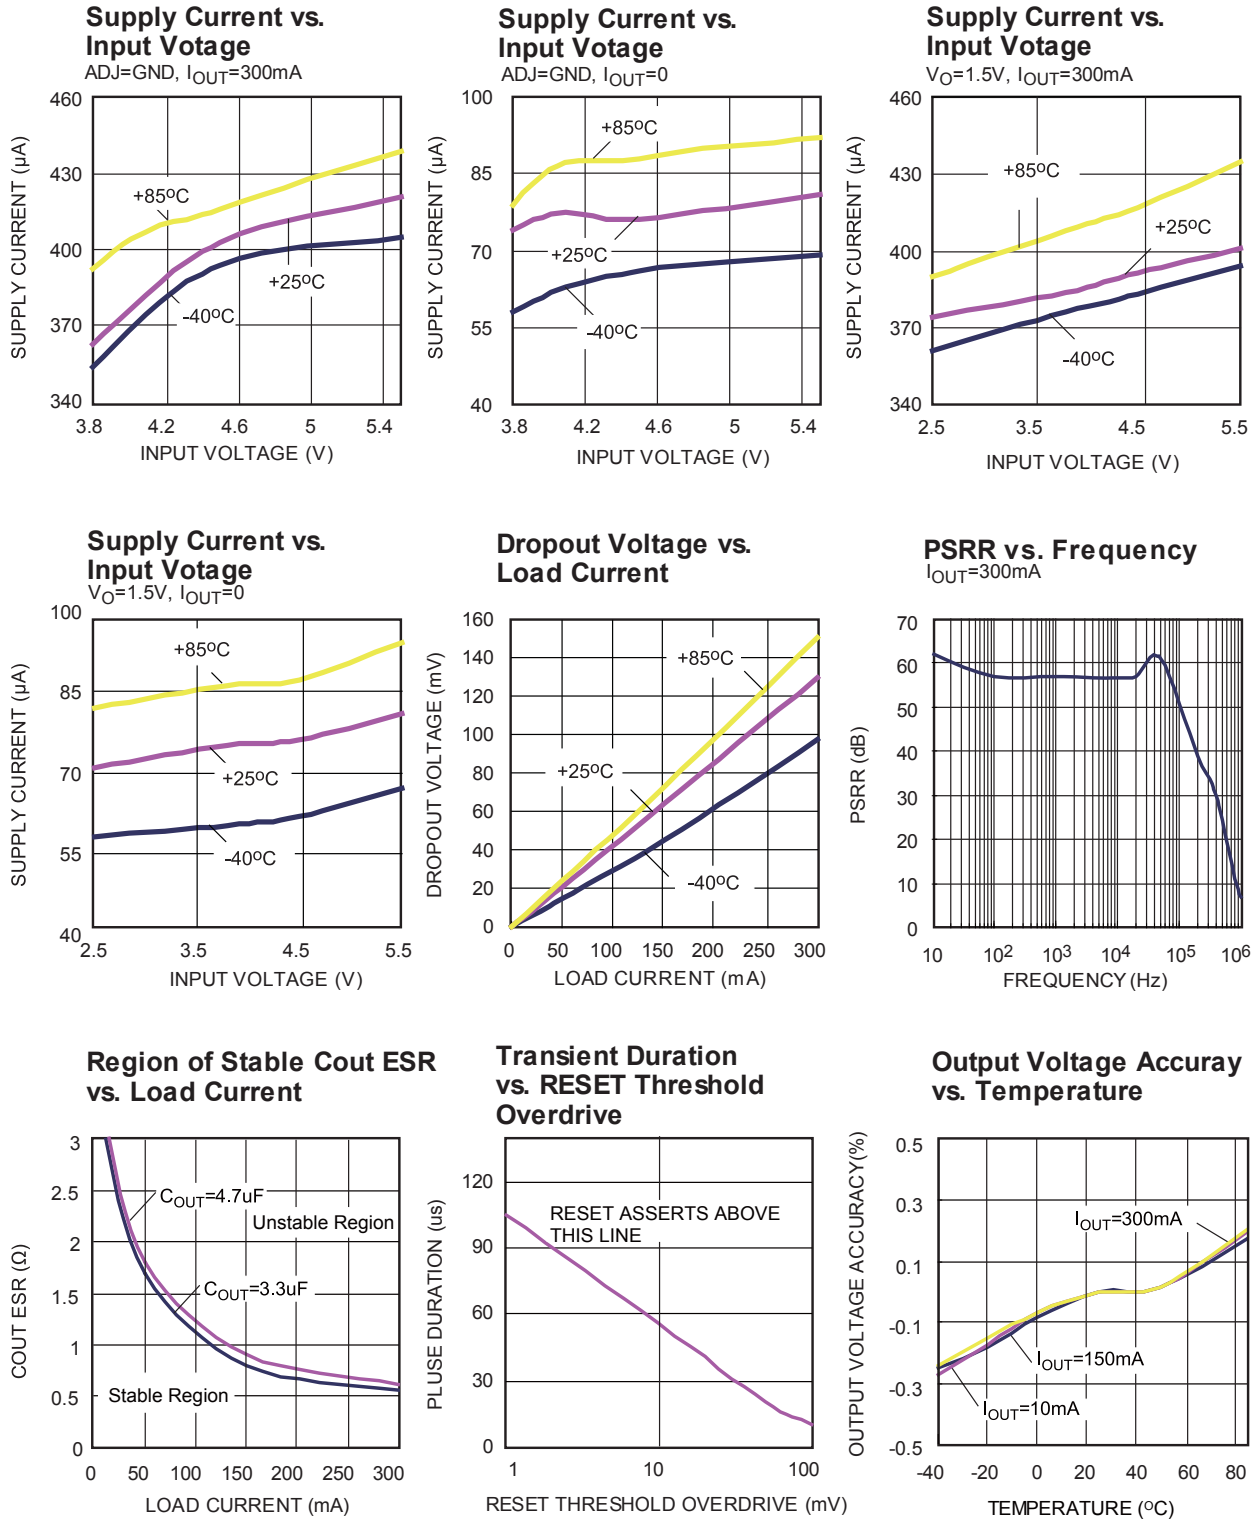 Supply Current vs.
Input Votage
ADJ=GND, IOUT=300mA
460
430
400
370
340
SUPPLY CURRENT (µA)
+85ºC
+25ºC
-40ºC
3.8 4.2 4.6 5 5.4
INPUT VOLTAGE (V)
Supply Current vs.
Input Votage
ADJ=GND, IOUT=0
100
85
70
55
40
SUPPLY CURRENT (µA)
+85ºC
+25ºC
-40ºC
3.8 4.2 4.6 5 5.4
INPUT VOLTAGE (V)
Supply Current vs.
Input Votage
VO=1.5V, IOUT=300mA
460
430
400
370
340
SUPPLY CURRENT (µA)
+85ºC
+25ºC
-40ºC
2.5 3.5 4.5 5.5
INPUT VOLTAGE (V)
Supply Current vs.
Input Votage
VO=1.5V, IOUT=0
100
85
70
55
40
SUPPLY CURRENT (µA)
+85ºC
+25ºC
-40ºC
2.5 3.5 4.5 5.5
INPUT VOLTAGE (V)
Dropout Voltage vs.
Load Current
160
140
120
100
80
60
40
20
0
DROPOUT VOLTAGE (mV)
+85ºC
+25ºC
-40ºC
0 50 100 150 200 250 300
LOAD CURRENT (mA)
PSRR vs. Frequency
IOUT=300mA
70
60
50
40
30
20
10
0
PSRR (dB)
10 10² 10³ 10⁴ 10⁵ 10⁶
FREQUENCY (Hz)
Region of Stable Cout ESR
vs. Load Current
3
2.5
2
1.5
1
0.5
0
COUT ESR (Ω)
COUT=4.7uF
Unstable Region
COUT=3.3uF
Stable Region
0 50 100 150 200 250 300
LOAD CURRENT (mA)
Transient Duration
vs. RESET Threshold
Overdrive
120
90
60
30
0
PLUSE DURATION (us)
RESET ASSERTS ABOVE
THIS LINE
1 10 100
RESET THRESHOLD OVERDRIVE (mV)
Output Voltage Accuray
vs. Temperature
0.5
0.3
0.1
-0.1
-0.3
-0.5
OUTPUT VOLTAGE ACCURACY(%)
IOUT=300mA
IOUT=150mA
IOUT=10mA
-40 -20 0 20 40 60 80
TEMPERATURE (ºC)